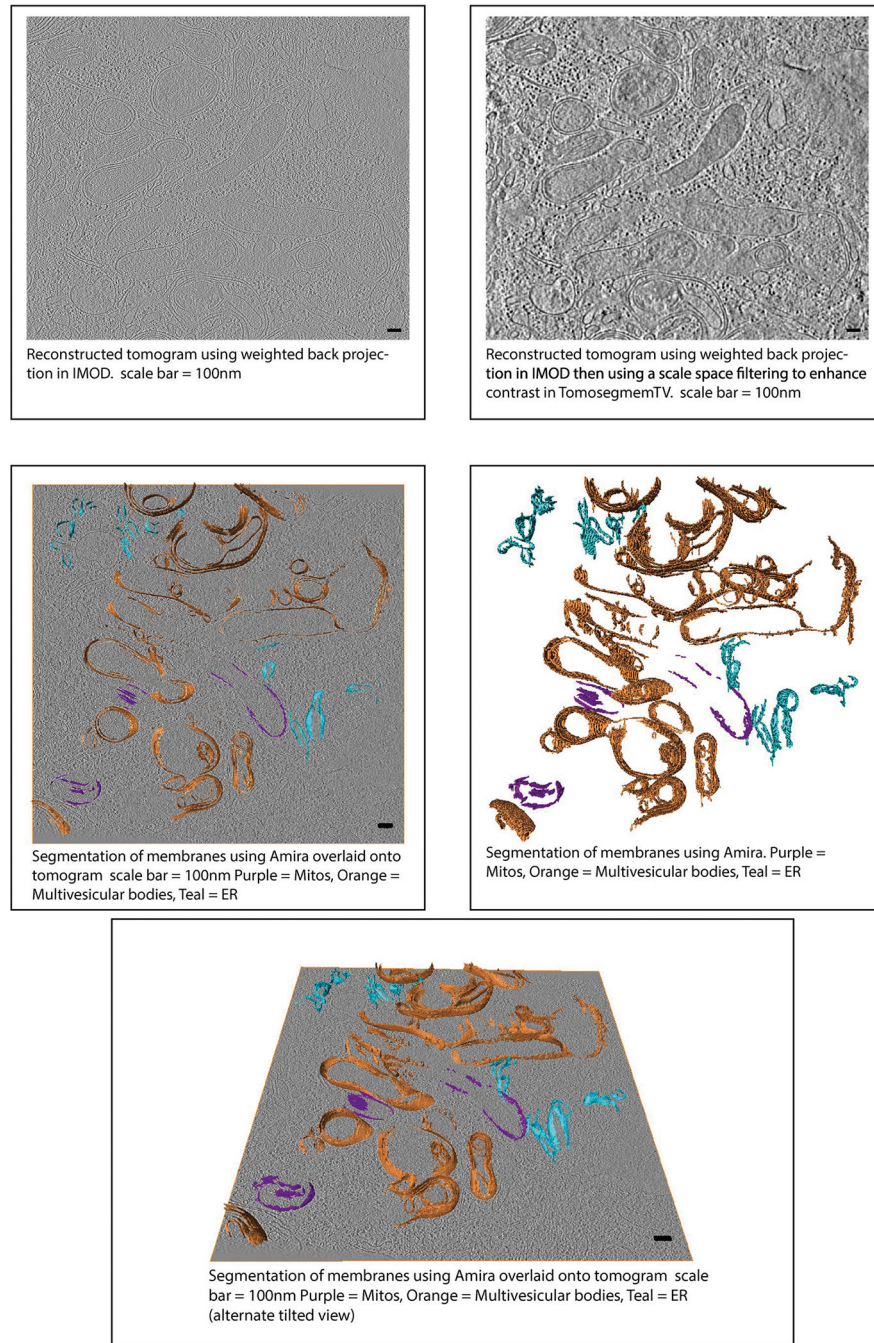 Reconstructed tomogram using weighted back projec-
tion in IMOD.  scale bar = 100nm
Reconstructed tomogram using weighted back projec-
tion in IMOD then using a scale space filtering to enhance
contrast in TomosegmemTV.  scale bar = 100nm
Segmentation of membranes using Amira overlaid onto
tomogram  scale bar = 100nm Purple = Mitos, Orange =
Multivesicular bodies, Teal = ER
Segmentation of membranes using Amira. Purple =
Mitos, Orange = Multivesicular bodies, Teal = ER
Segmentation of membranes using Amira overlaid onto tomogram  scale
bar = 100nm Purple = Mitos, Orange = Multivesicular bodies, Teal = ER
(alternate tilted view)